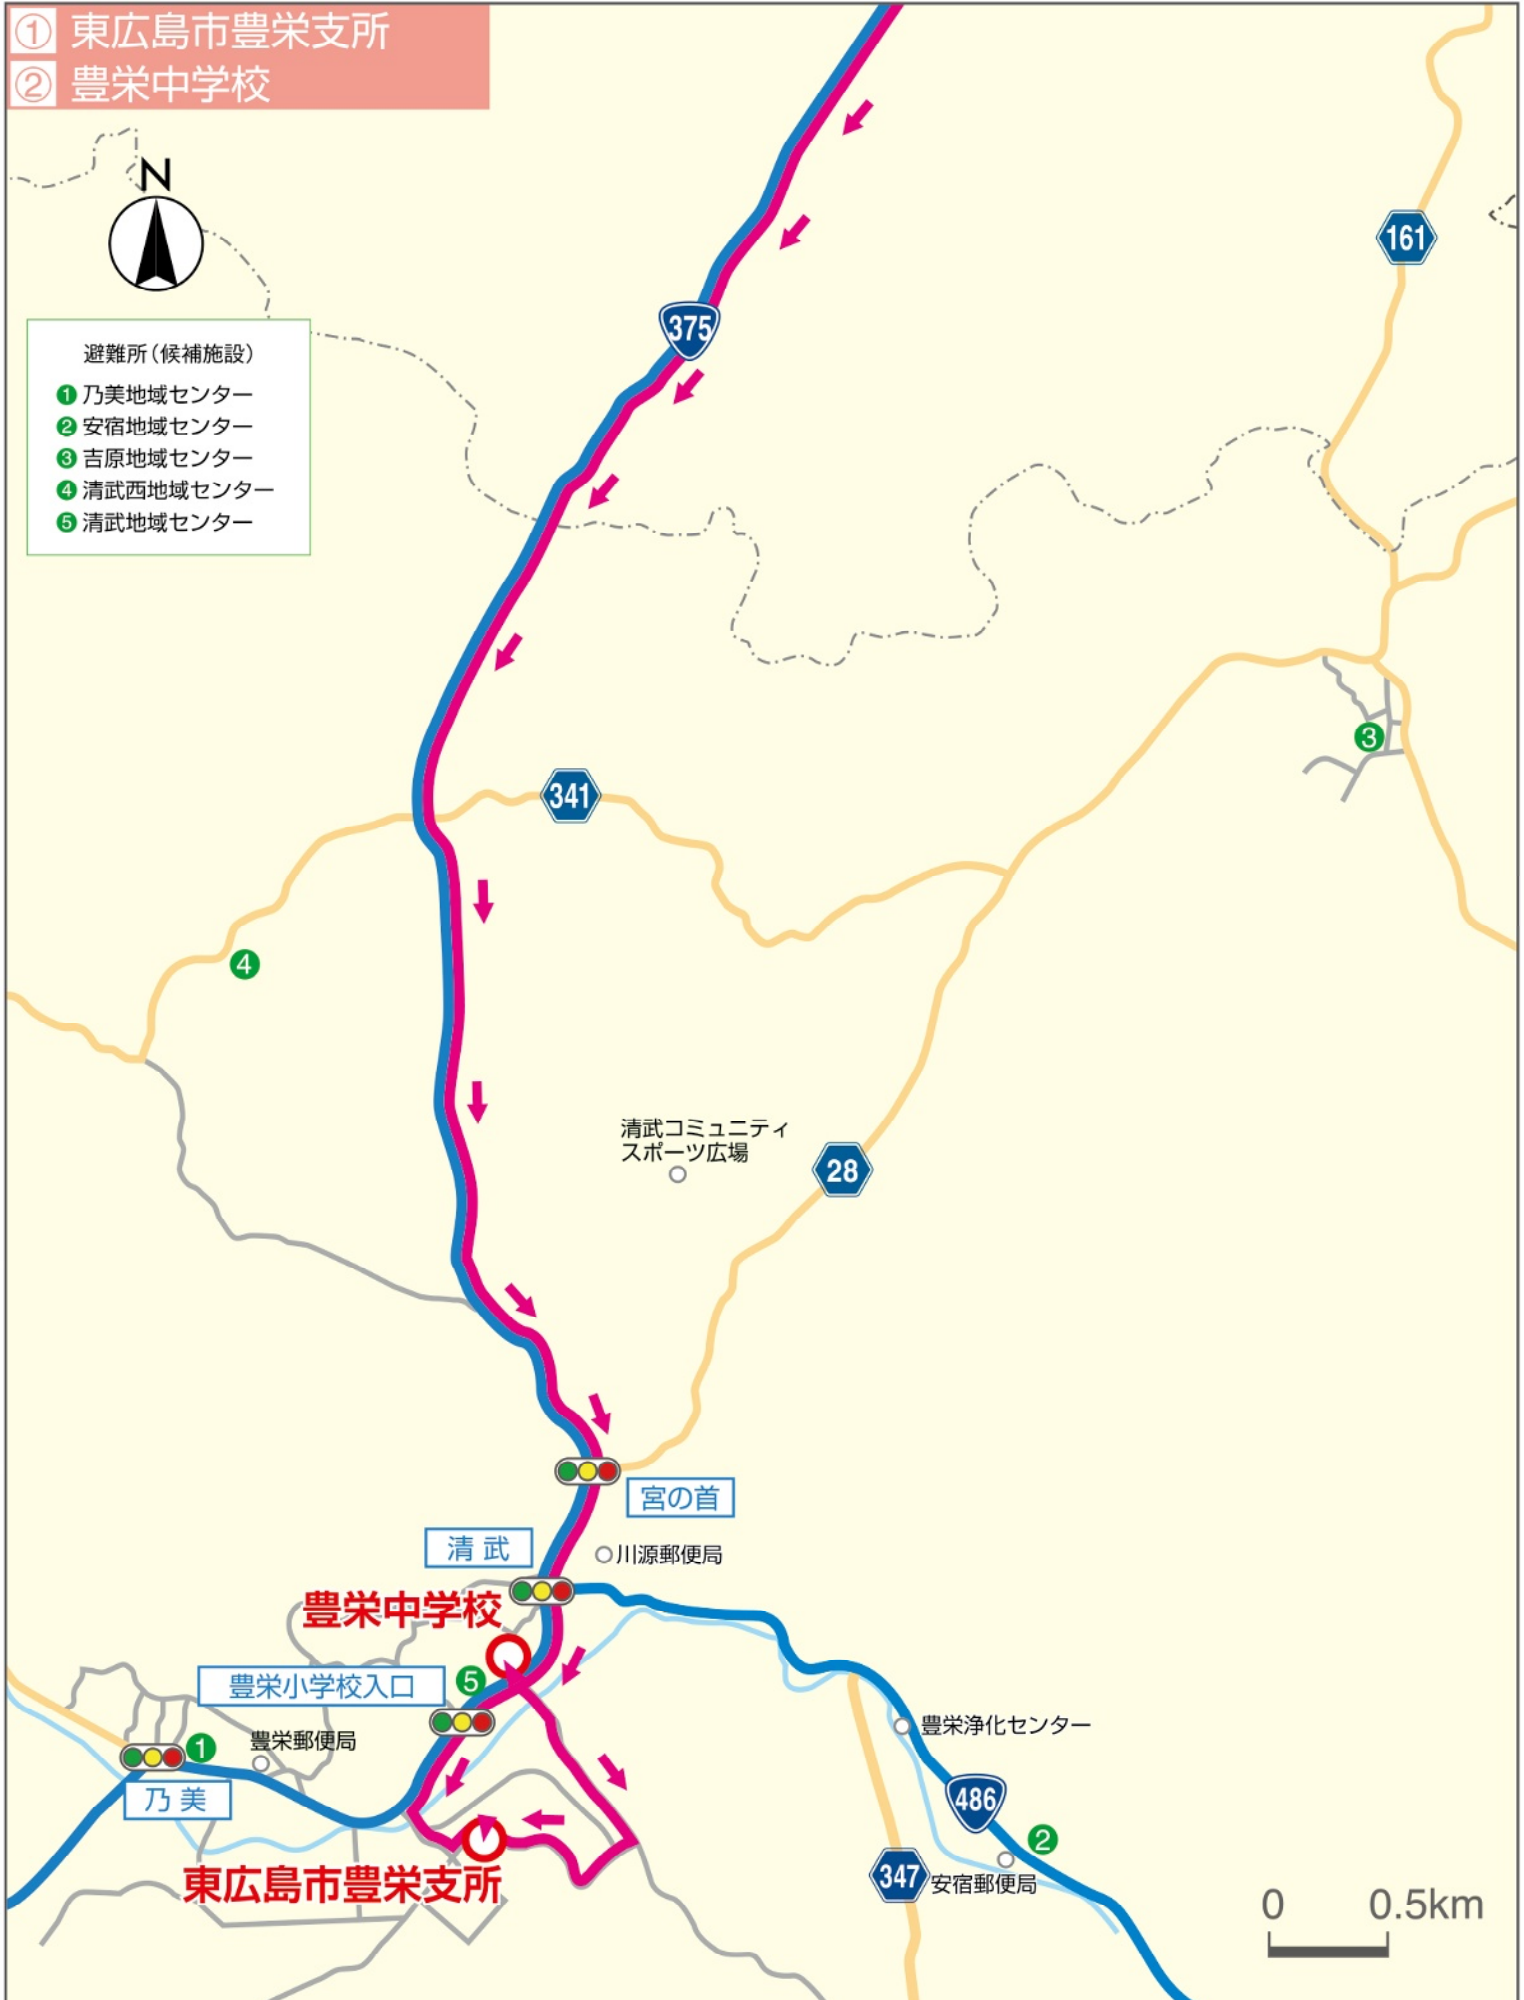 ① 東広島市豊栄支所
② 豊栄中学校
N
避難所(候補施設)
❶ 乃美地域センター
❷ 安宿地域センター
❸ 吉原地域センター
❹ 清武西地域センター
❺ 清武地域センター
161
375
3
341
4
清武コミュニティ
スポーツ広場
28
宮の首
清武
川源郵便局
豊栄中学校
5
豊栄小学校入口
豊栄郵便局
1
乃美
豊栄浄化センター
486
2
東広島市豊栄支所
347
安宿郵便局
0 0.5km